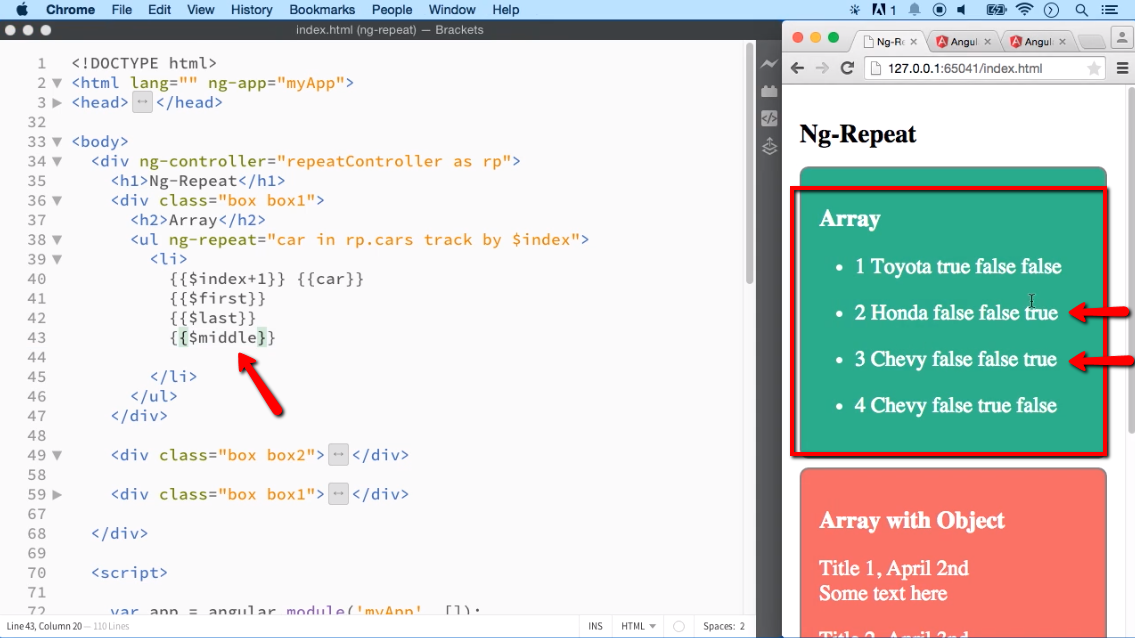 Chrome File Edit View History Bookmarks People Window Help
1
index.html (ng-repeat) — Brackets
1 <!DOCTYPE html>
2 <html lang="" ng-app="myApp">
3 <head> </head>
32
33 <body>
34 <div ng-controller="repeatController as rp">
35 <h1>Ng-Repeat</h1>
36 <div class="box box1">
37 <h2>Array</h2>
38 <ul ng-repeat="car in rp.cars track by $index">
39 <li>
40 {{$index+1}} {{car}}
41 {{$first}}
42 {{$last}}
43 {{$middle}}
44
45 </li>
46 </ul>
47 </div>
48
49 <div class="box box2"> </div>
58
59 <div class="box box1"> </div>
67
68 </div>
69
70 <script>
71
72 var app = angular.module('myApp', []);
Line 43, Column 20 — 110 Lines
INS HTML Spaces: 2
Ng-Re Angul Angul
127.0.0.1:65041/index.html
Ng-Repeat
Array
• 1 Toyota true false false
• 2 Honda false false true
• 3 Chevy false false true
• 4 Chevy false true false
Array with Object
Title 1, April 2nd
Some text here
Title 2, April 3rd